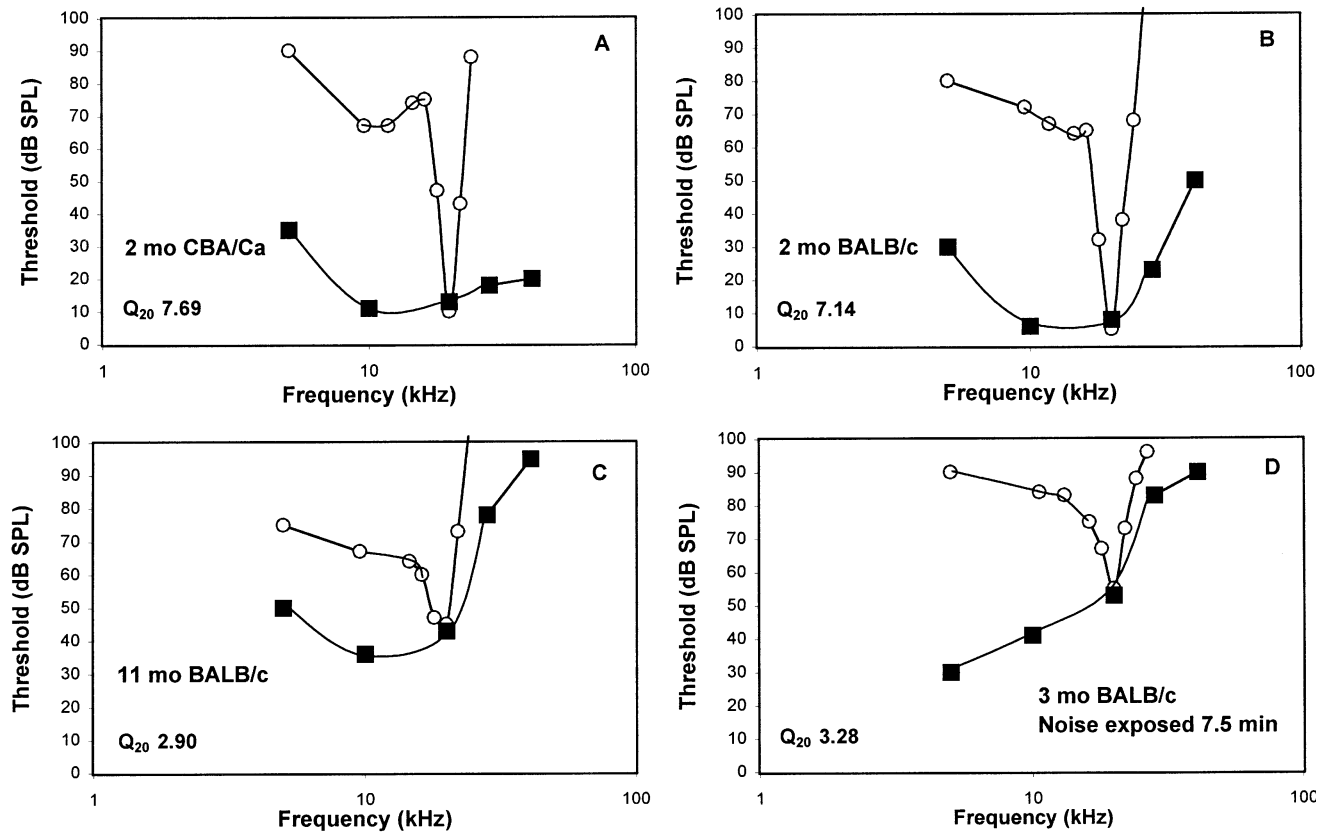 100
90
80
70
60
50
40
30
20
10
0
Threshold (dB SPL)
A
2 mo CBA/Ca
Q20 7.69
1
10
100
Frequency (kHz)
100
90
80
70
60
50
40
30
20
10
0
Threshold (dB SPL)
B
2 mo BALB/c
Q20 7.14
1
10
100
Frequency (kHz)
100
90
80
70
60
50
40
30
20
10
0
Threshold (dB SPL)
C
11 mo BALB/c
Q20 2.90
1
10
100
Frequency (kHz)
100
90
80
70
60
50
40
30
20
10
0
Threshold (dB SPL)
D
3 mo BALB/c
Noise exposed 7.5 min
Q20 3.28
1
10
100
Frequency (kHz)